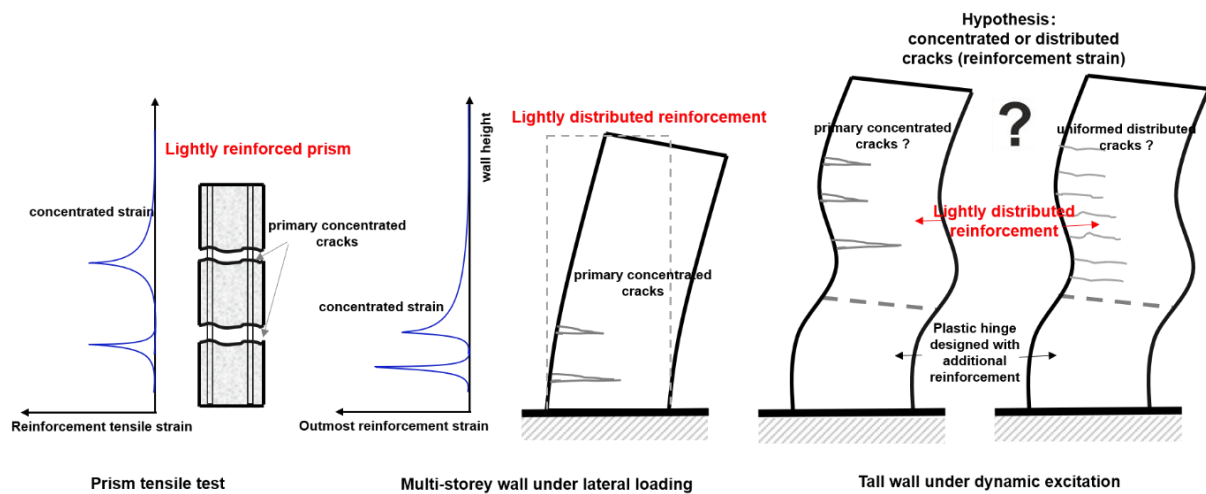 Lightly reinforced prism
concentrated strain
primary concentrated
cracks
Reinforcement tensile strain
Prism tensile test
wall height
Lightly distributed reinforcement
concentrated strain
primary concentrated
cracks
Outmost reinforcement strain
Multi-storey wall under lateral loading
Hypothesis:
concentrated or distributed
cracks (reinforcement strain)
primary concentrated
cracks ?
?
uniformed distributed
cracks ?
Lightly distributed
reinforcement
Plastic hinge
designed with
additional
reinforcement
Tall wall under dynamic excitation